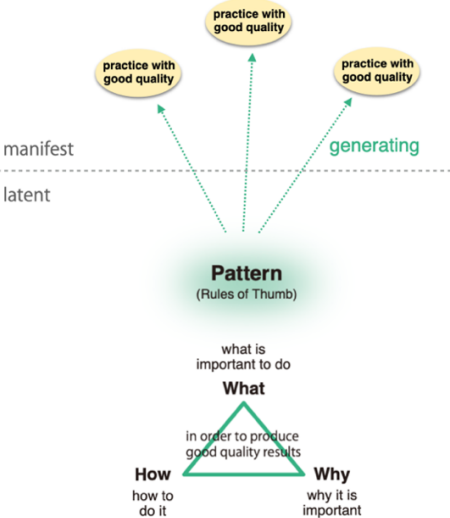 practice with
good quality
practice with
good quality
practice with
good quality
manifest
generating
latent
Pattern
(Rules of Thumb)
what is
important to do
What
in order to produce
good quality results
How
Why
how to
do it
why it is
important